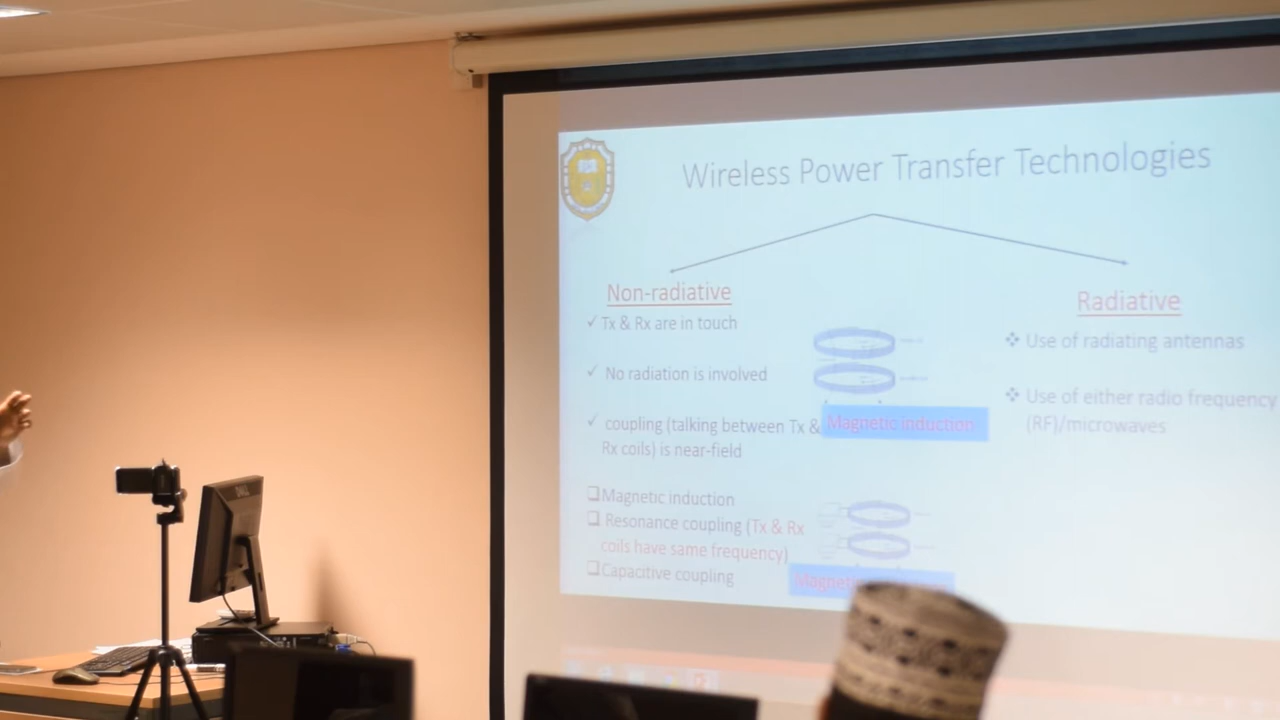 Wireless Power Transfer Technologies
Non-radiative
✓ Tx & Rx are in touch
✓ No radiation is involved
✓ coupling (talking between Tx &
Rx coils) is near-field
❑Magnetic induction
❑ Resonance coupling (Tx & Rx
coils have same frequency)
❑Capacitive coupling
Magnetic induction
Radiative
❖ Use of radiating antennas
❖ Use of either radio frequency
(RF)/microwaves
DELL